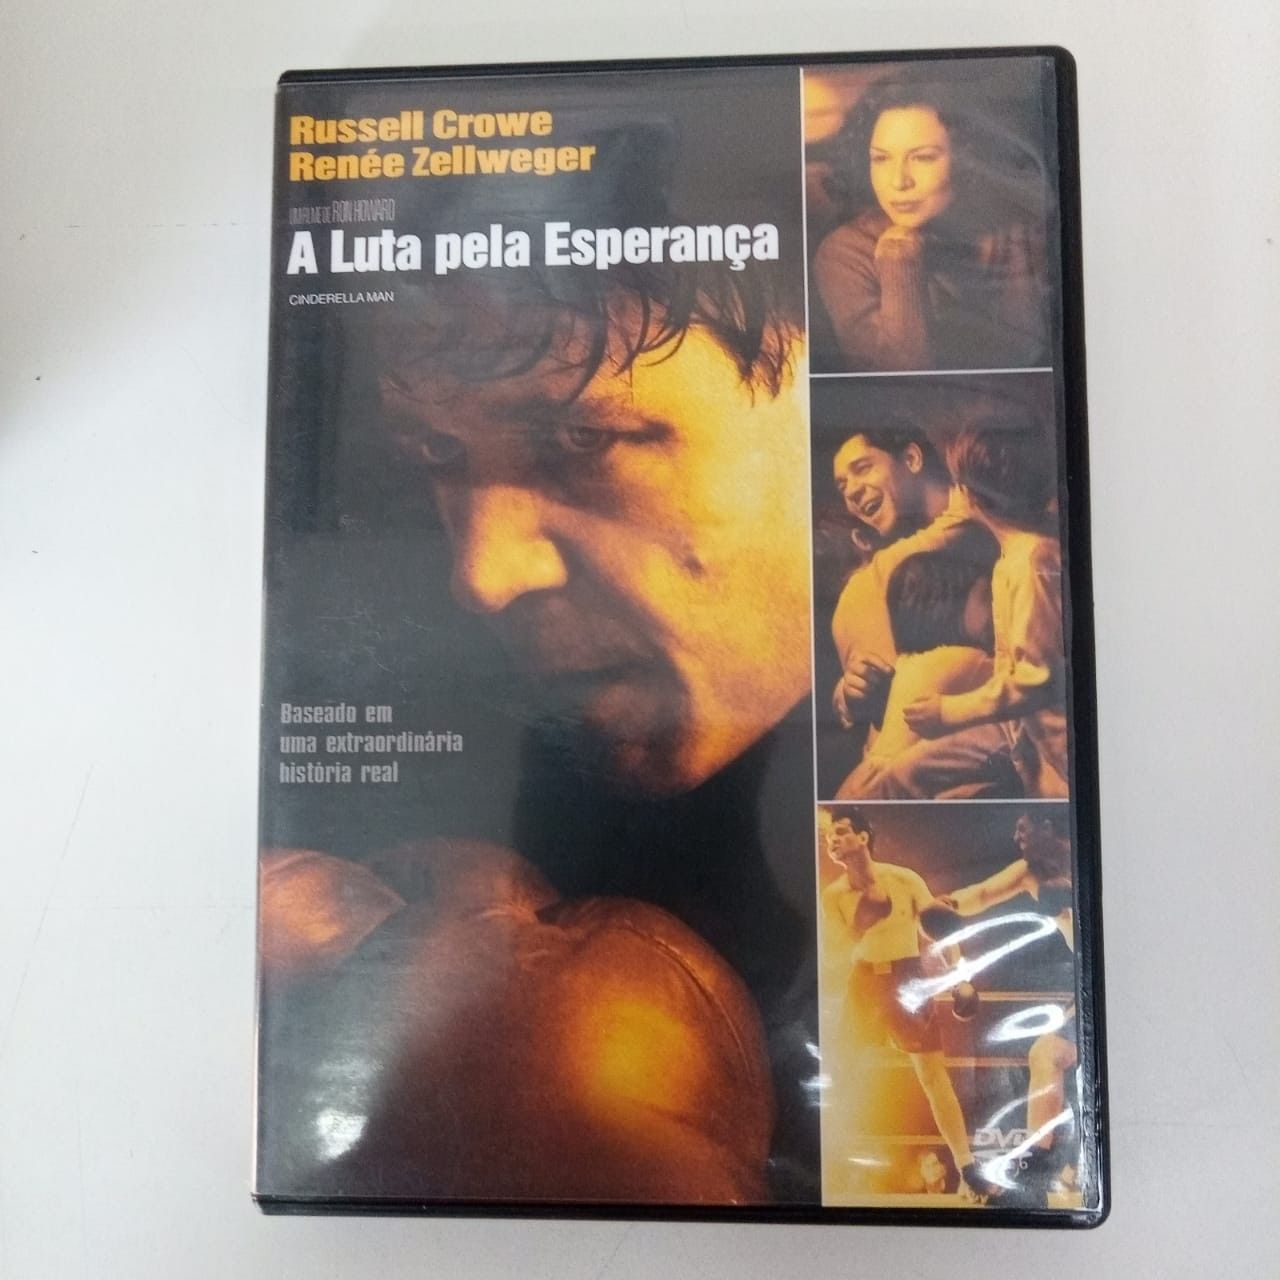 Russell Crowe
Renée Zellweger
UM FILME DE RON HOWARD
A Luta pela Esperança
CINDERELLA MAN
Baseado em
uma extraordinária
história real
DVD